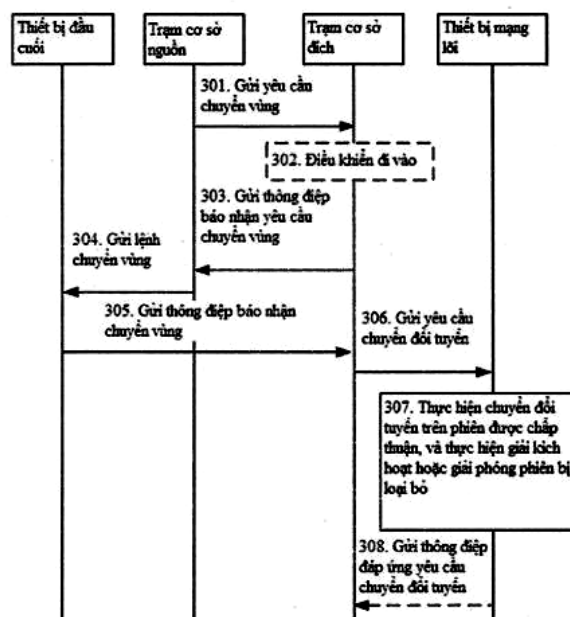 Thiết bị đầu
cuối
Trạm cơ sở
nguồn
Trạm cơ sở
đích
Thiết bị mạng
lõi
301. Gửi yêu cầu
chuyển vùng
302. Điều khiển đi vào
303. Gửi thông điệp
báo nhận yêu cầu
chuyển vùng
304. Gửi lệnh
chuyển vùng
305. Gửi thông điệp báo nhận
chuyển vùng
306. Gửi yêu cầu
chuyển đổi tuyến
307. Thực hiện chuyển đổi
tuyến trên phiên được chấp
thuận, và thực hiện giải kích
hoạt hoặc giải phóng phiên bị
loại bỏ
308. Gửi thông điệp
đáp ứng yêu cầu
chuyển đổi tuyến